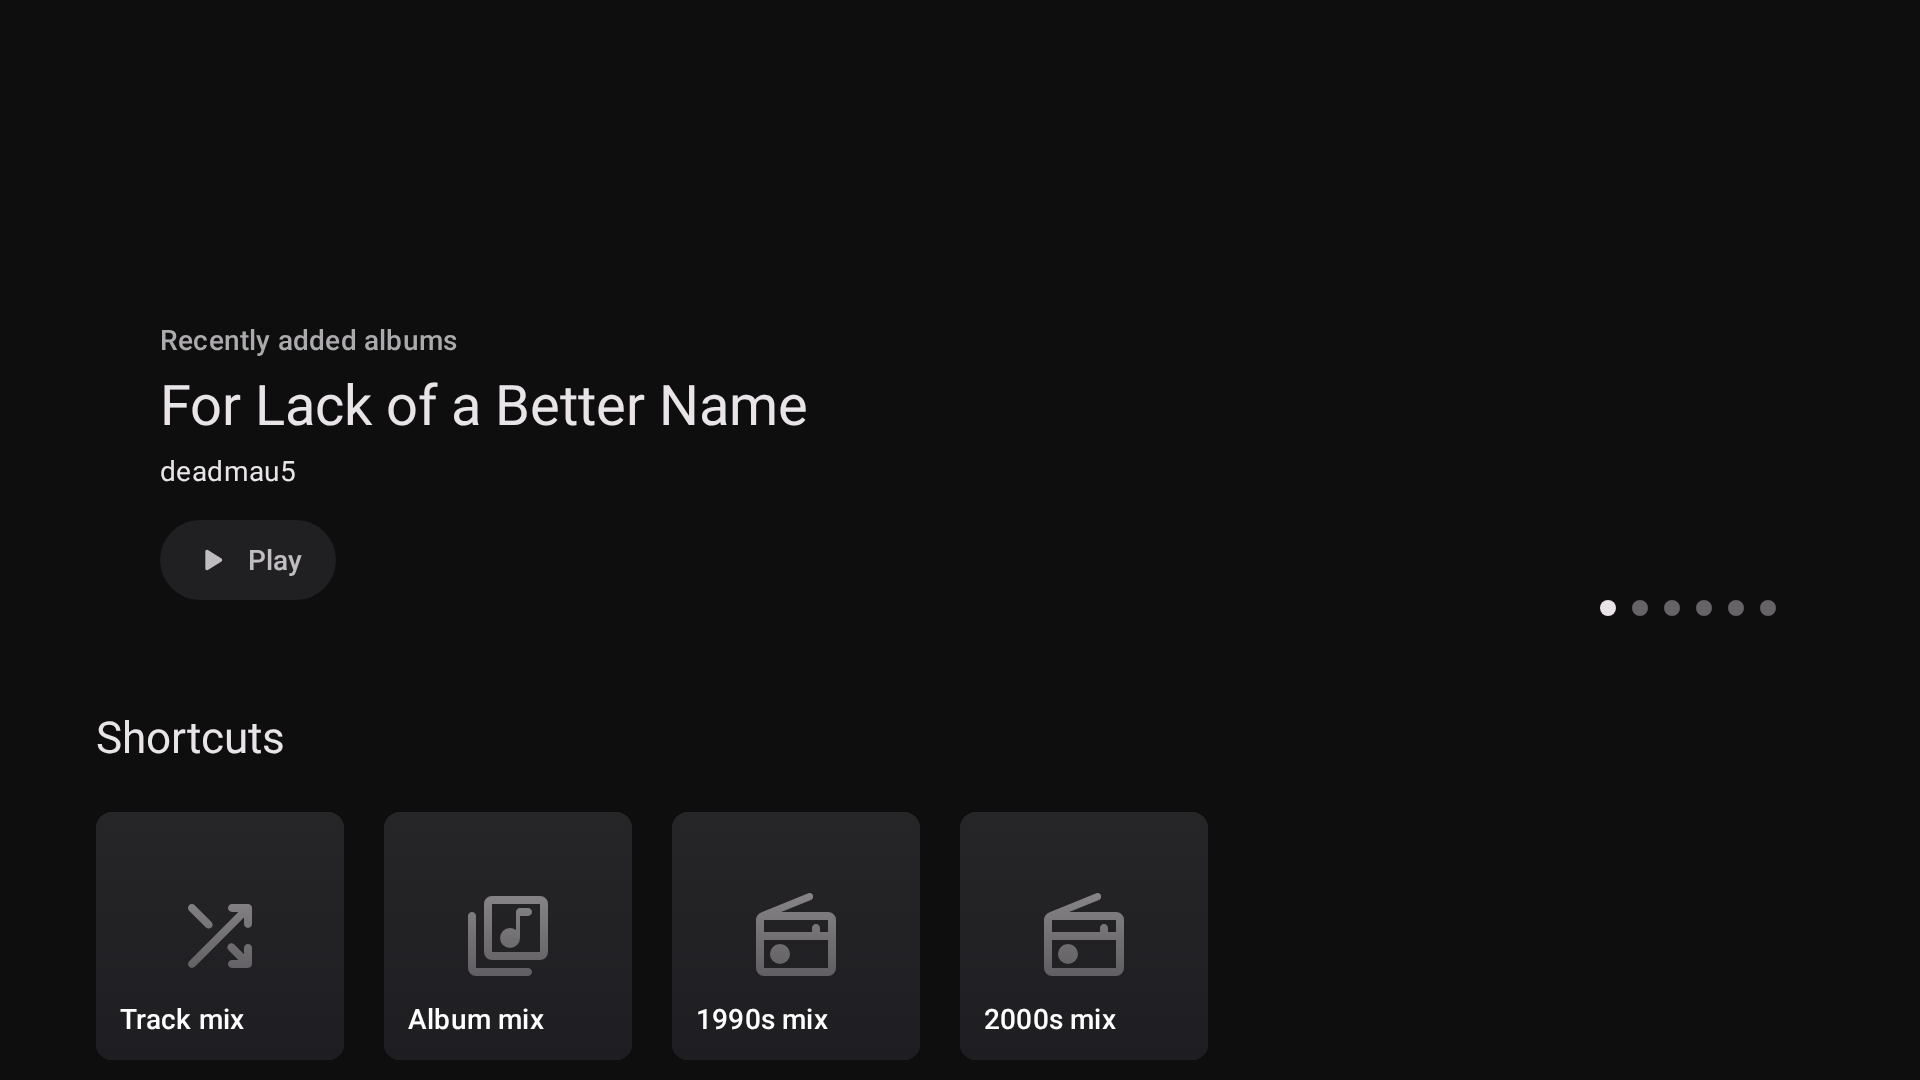 Recently added albums
For Lack of a Better Name
deadmau5
Play
Shortcuts
Track mix
Album mix
1990s mix
2000s mix